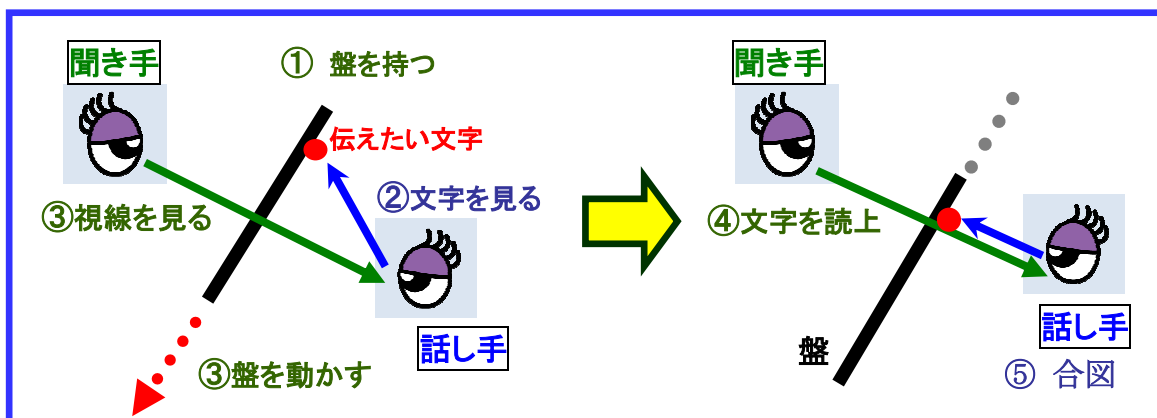 聞き手
① 盤を持つ
伝えたい文字
②文字を見る
③視線を見る
話し手
③盤を動かす
聞き手
④文字を読上
盤
話し手
⑤ 合図